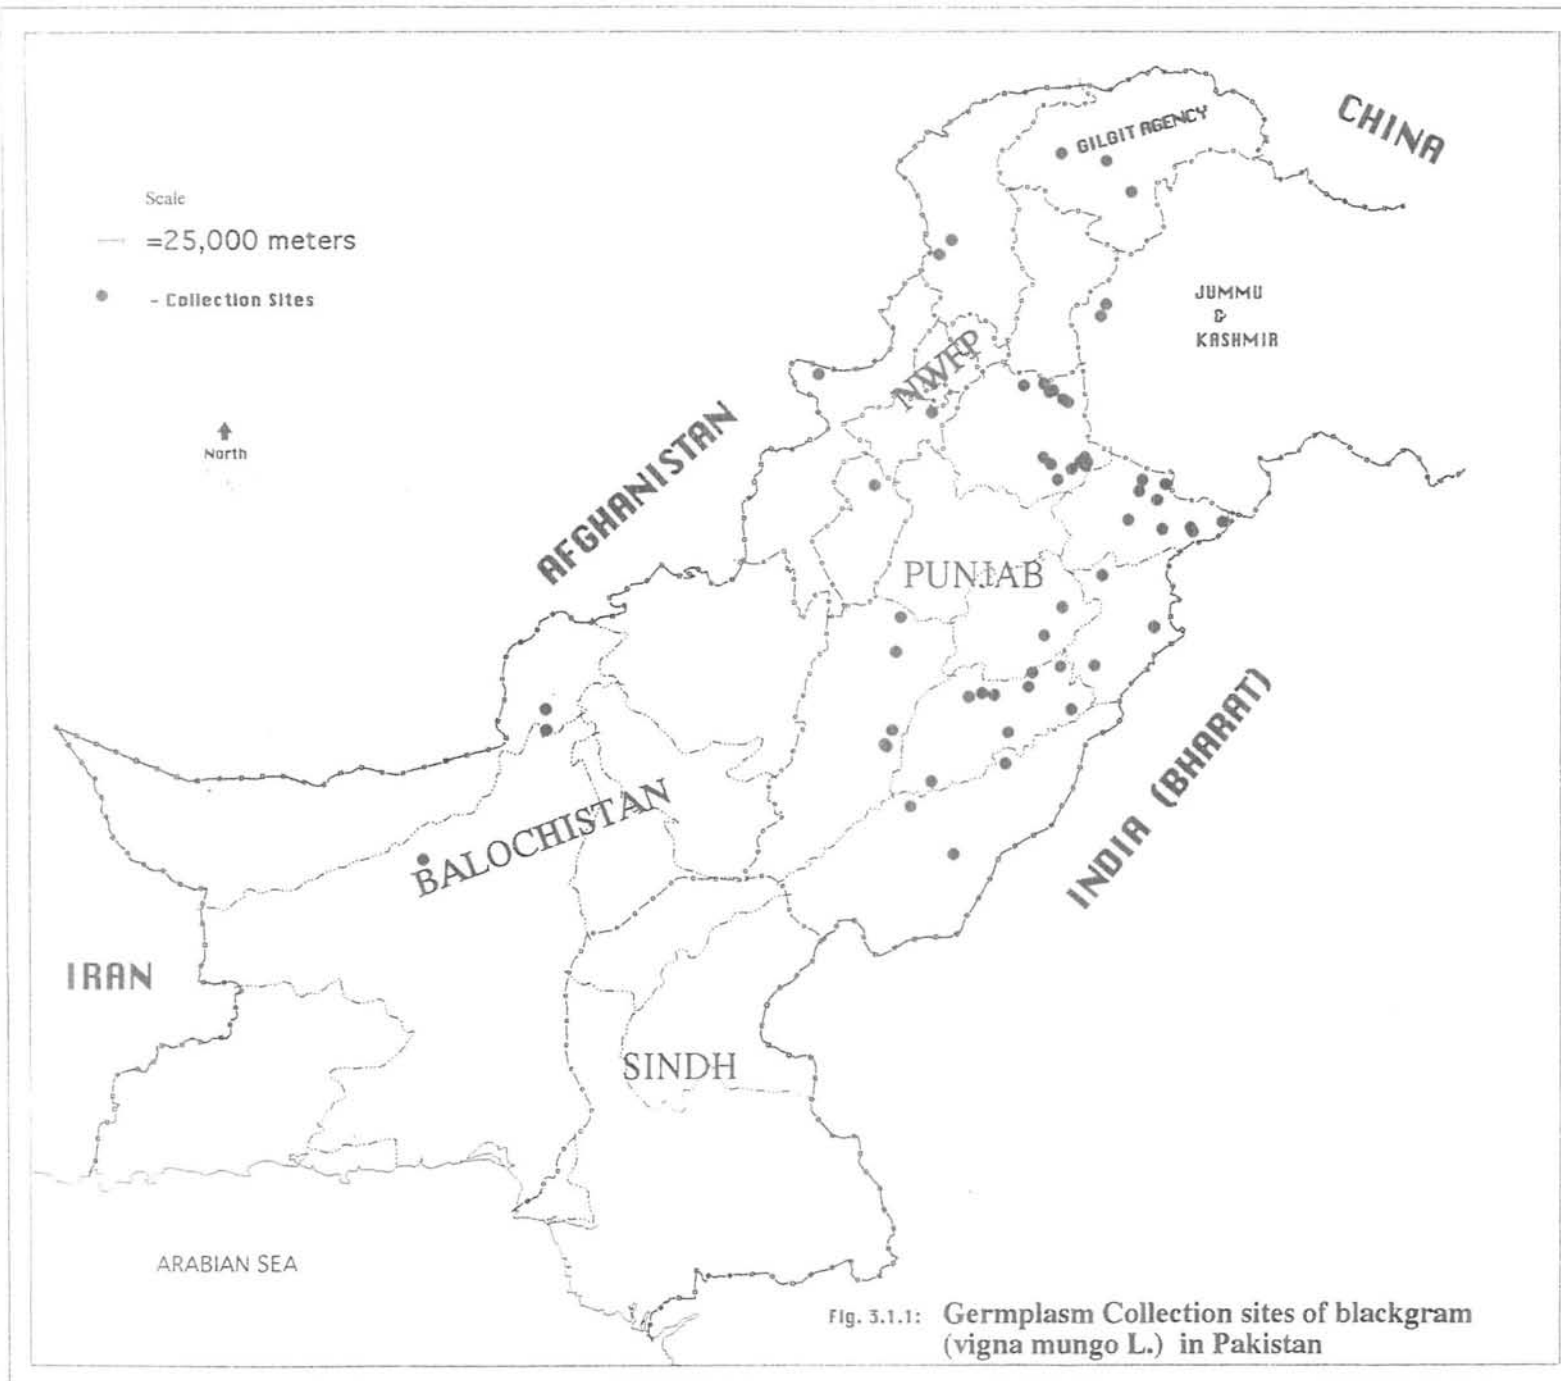 CHINA
GILGIT AGENCY
Scale
=25,000 meters
- Collection Sites
JUMMU
&
KASHMIR
NWFP
North
AFGHANISTAN
PUNJAB
INDIA (BHARAT)
BALOCHISTAN
IRAN
SINDH
ARABIAN SEA
Fig. 3.1.1: Germplasm Collection sites of blackgram
(vigna mungo L.) in Pakistan